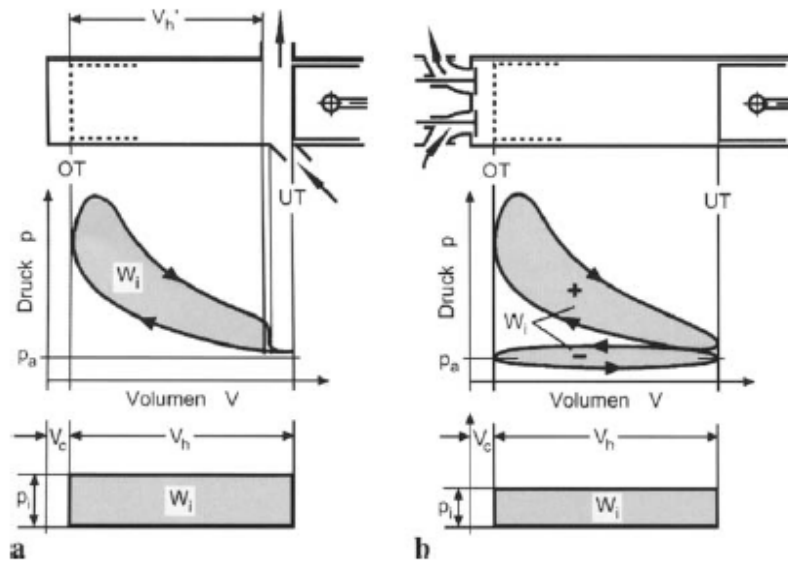 V_h'
OT
UT
Druck p
W_i
p_a
Volumen V
V_c
V_h
p_i
W_i
a
OT
UT
Druck p
+
W_i
−
p_a
Volumen V
V_c
V_h
p_i
W_i
b